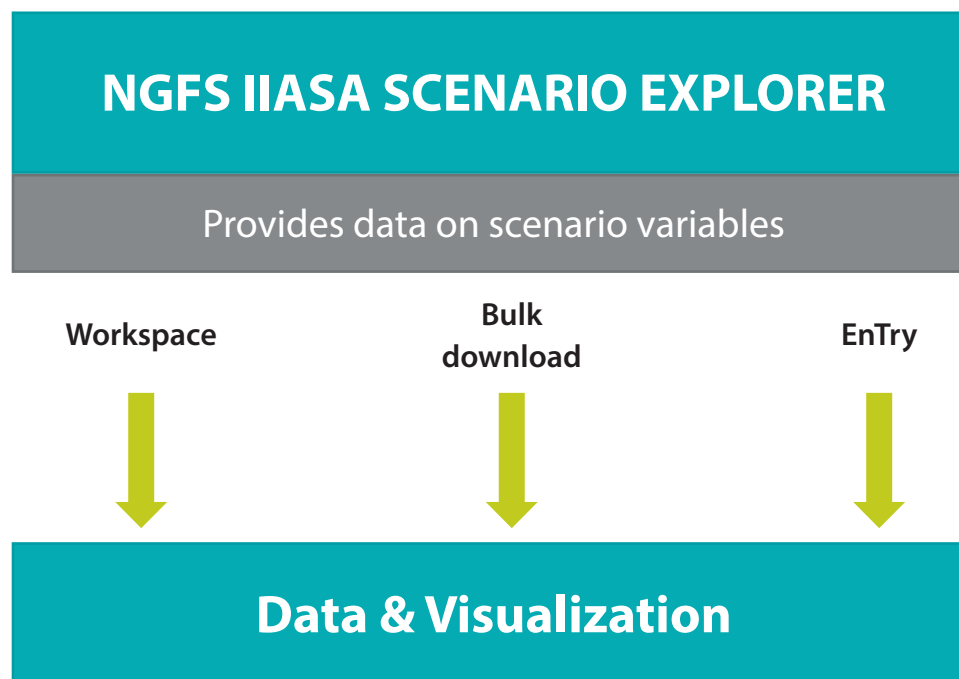 NGFS IIASA SCENARIO EXPLORER
Provides data on scenario variables
Workspace
Bulk
download
EnTry
Data & Visualization